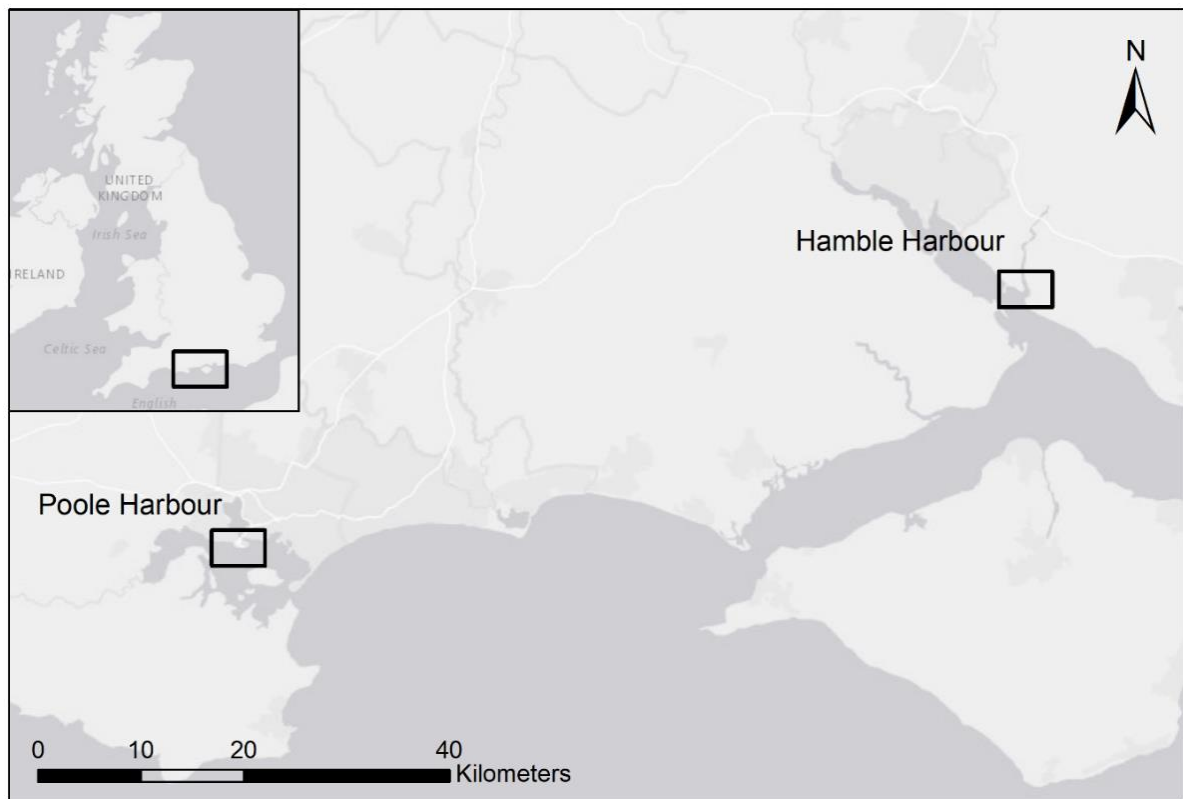 UNITED
KINGDOM
Irish Sea
IRELAND
Celtic Sea
English
N
Hamble Harbour
Poole Harbour
0 10 20 40
Kilometers